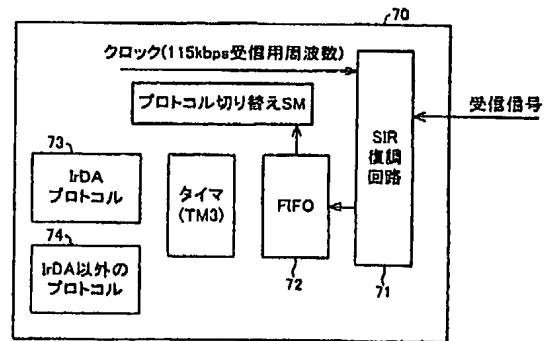 70
クロック(115kbps受信用周波数)
プロトコル切り替えSM
受信信号
SIR
復調
回路
73
IrDA
プロトコル
タイマ
(TM3)
FIFO
74
IrDA以外の
プロトコル
72
71